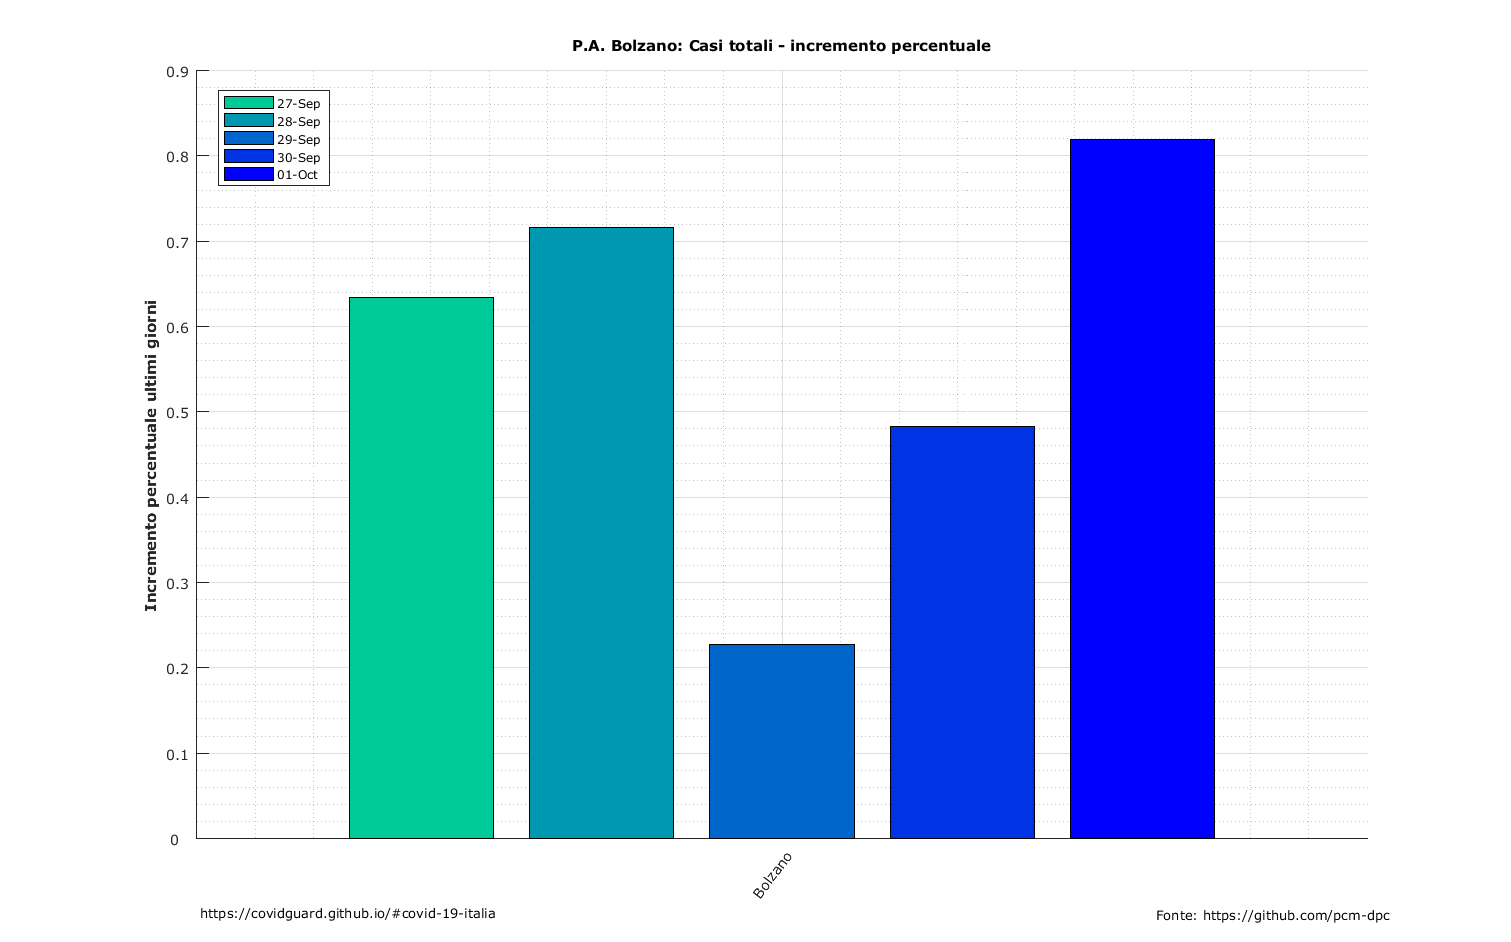 P.A. Bolzano: Casi totali - incremento percentuale
0.9
0.8
0.7
0.6
0.5
0.4
0.3
0.2
0.1
0
Incremento percentuale ultimi giorni
27-Sep
28-Sep
29-Sep
30-Sep
01-Oct
Bolzano
https://covidguard.github.io/#covid-19-italia
Fonte: https://github.com/pcm-dpc